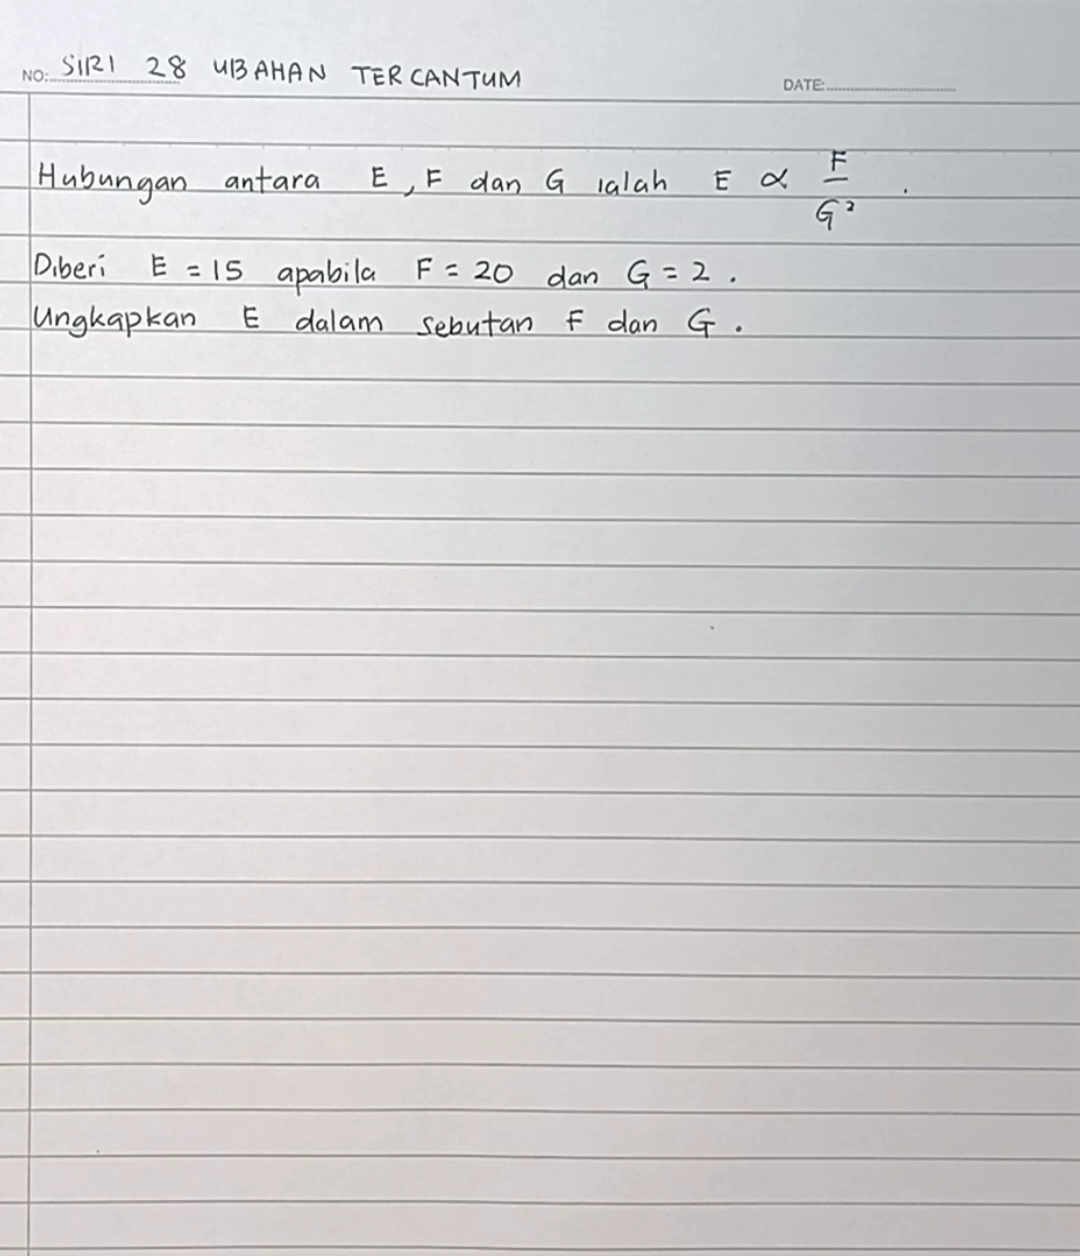 NO: SIRI 28 UBAHAN TERCANTUM DATE:
Hubungan antara E, F dan G ialah E ∝ F/G².
Diberi E = 15 apabila F = 20 dan G = 2.
Ungkapkan E dalam sebutan F dan G.